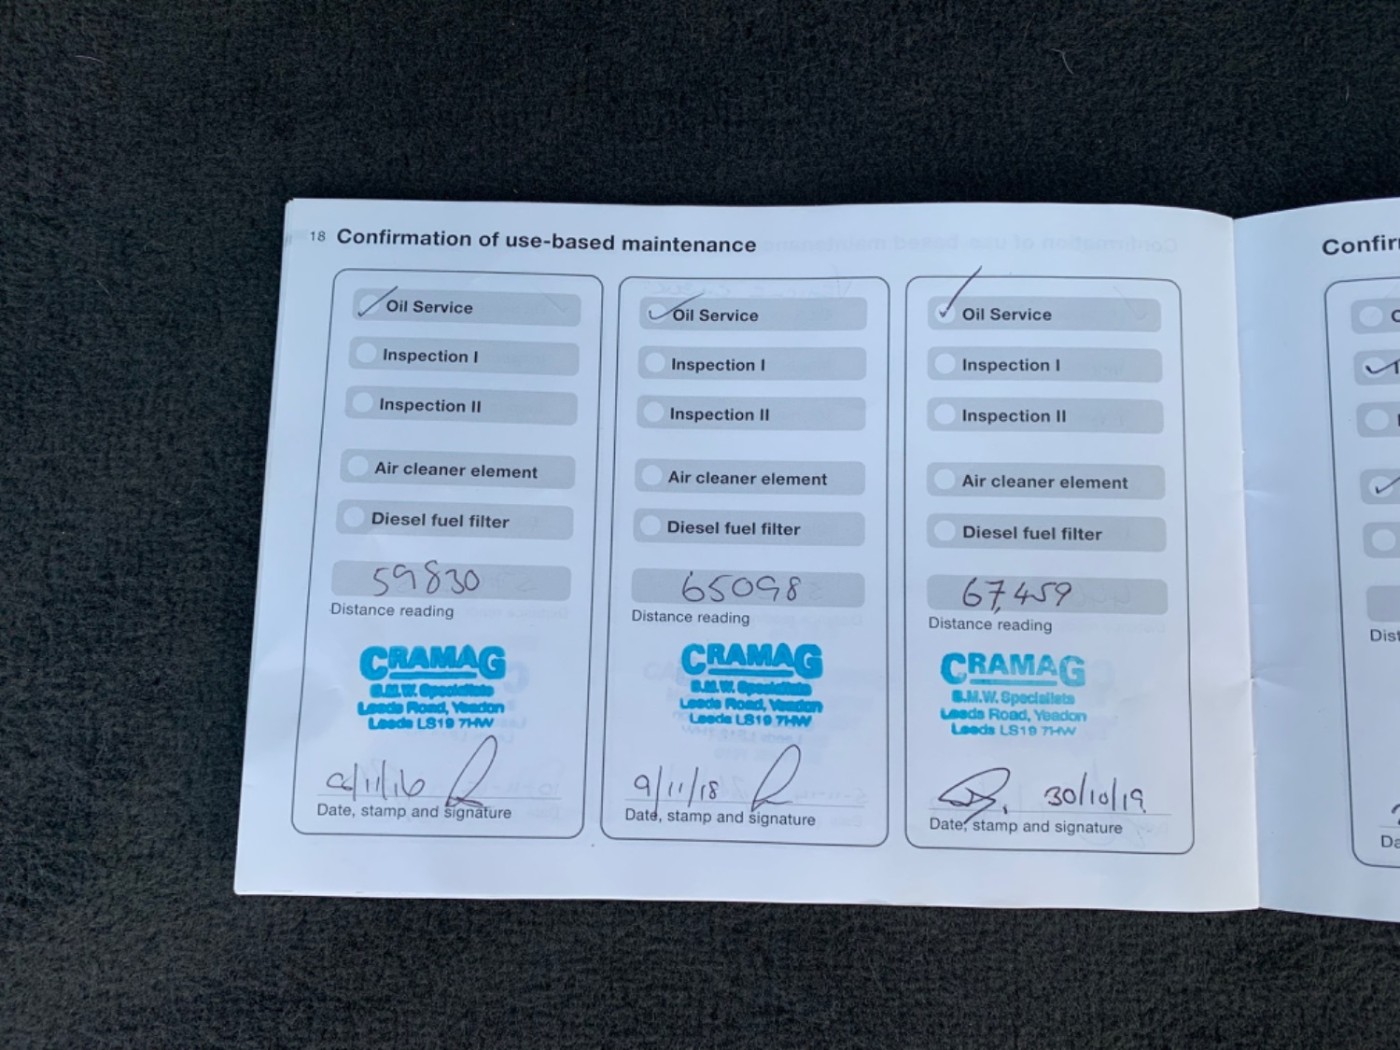 18 Confirmation of use-based maintenance
Oil Service
Inspection I
Inspection II
Air cleaner element
Diesel fuel filter
59830
Distance reading
CRAMAG
B.M.W. Specialists
Leeds Road, Yeadon
Leeds LS19 7HW
/11/16
Date, stamp and signature
Oil Service
Inspection I
Inspection II
Air cleaner element
Diesel fuel filter
65098
Distance reading
CRAMAG
B.M.W. Specialists
Leeds Road, Yeadon
Leeds LS19 7HW
9/11/18
Date, stamp and signature
Oil Service
Inspection I
Inspection II
Air cleaner element
Diesel fuel filter
67,459
Distance reading
CRAMAG
B.M.W. Specialists
Leeds Road, Yeadon
Leeds LS19 7HW
30/10/19
Date, stamp and signature
Confir
Dist
Da